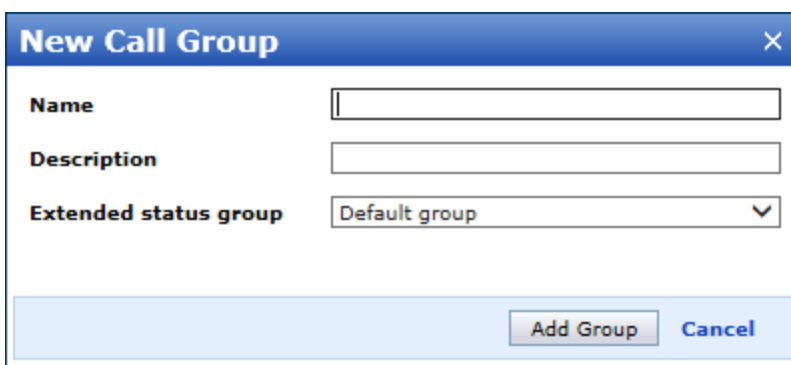 New Call Group
Name
Description
Extended status group Default group
Add Group Cancel